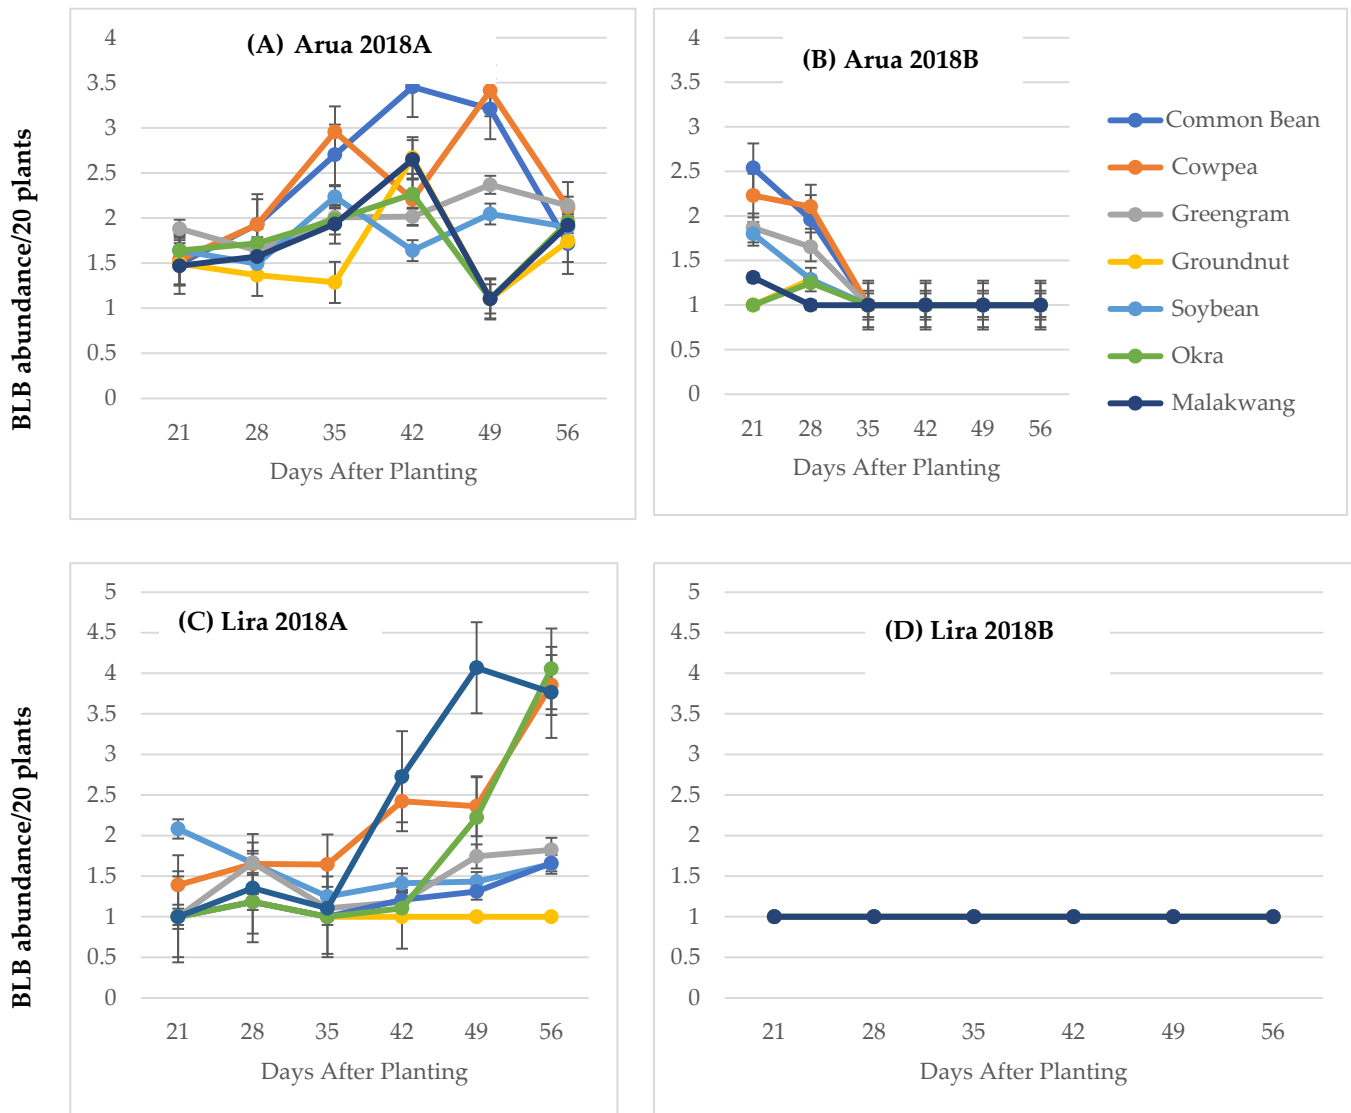 (A) Arua 2018A
4
3.5
3
2.5
2
1.5
1
0.5
0
21 28 35 42 49 56
Days After Planting
BLB abundance/20 plants
(B) Arua 2018B
4
3.5
3
2.5
2
1.5
1
0.5
0
21 28 35 42 49 56
Days After Planting
Common Bean
Cowpea
Greengram
Groundnut
Soybean
Okra
Malakwang
(C) Lira 2018A
5
4.5
4
3.5
3
2.5
2
1.5
1
0.5
0
21 28 35 42 49 56
Days After Planting
BLB abundance/20 plants
(D) Lira 2018B
5
4.5
4
3.5
3
2.5
2
1.5
1
0.5
0
21 28 35 42 49 56
Days After Planting